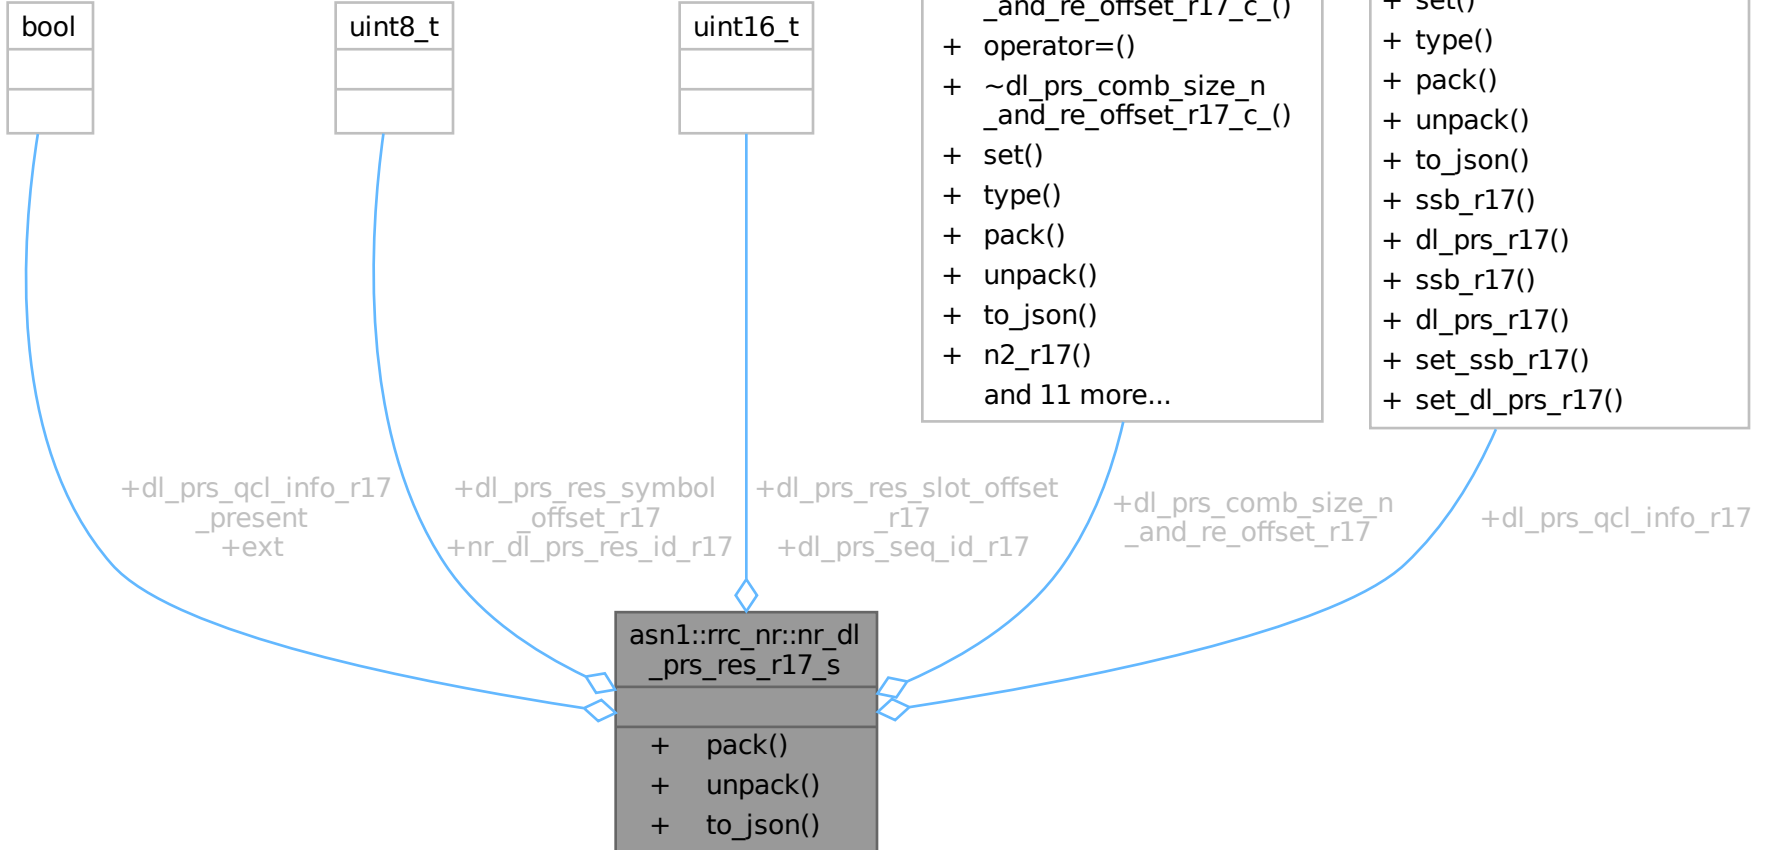 bool
uint8_t
uint16_t
_and_re_offset_r17_c_()
+ operator=()
+ ~dl_prs_comb_size_n
_and_re_offset_r17_c_()
+ set()
+ type()
+ pack()
+ unpack()
+ to_json()
+ n2_r17()
and 11 more...
+ set()
+ type()
+ pack()
+ unpack()
+ to_json()
+ ssb_r17()
+ dl_prs_r17()
+ ssb_r17()
+ dl_prs_r17()
+ set_ssb_r17()
+ set_dl_prs_r17()
+dl_prs_qcl_info_r17
_present
+ext
+dl_prs_res_symbol
_offset_r17
+nr_dl_prs_res_id_r17
+dl_prs_res_slot_offset
_r17
+dl_prs_seq_id_r17
+dl_prs_comb_size_n
_and_re_offset_r17
+dl_prs_qcl_info_r17
asn1::rrc_nr::nr_dl
_prs_res_r17_s
+ pack()
+ unpack()
+ to_json()